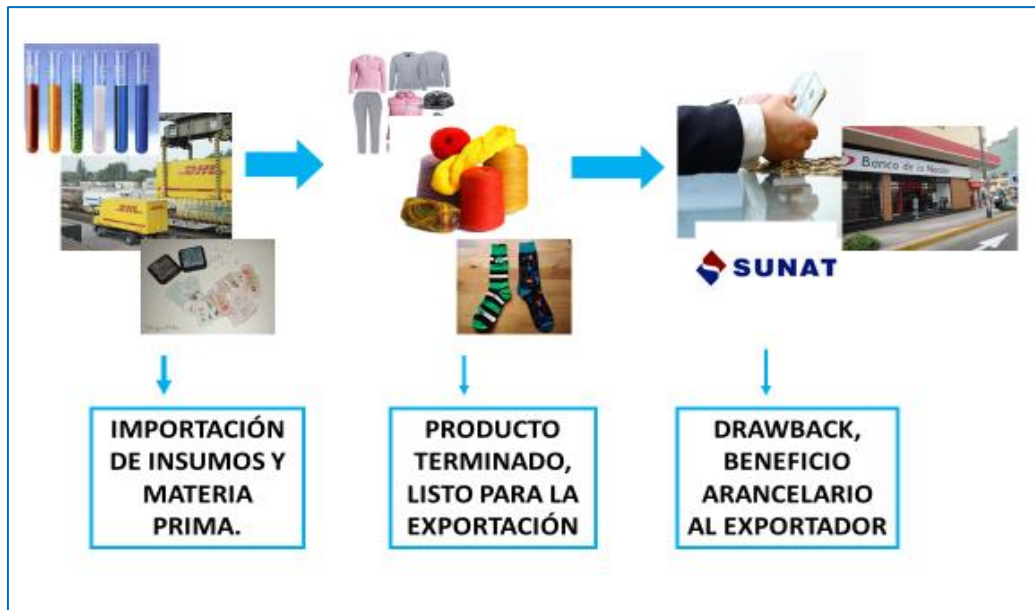 DHL
DHL
Banco de la Nación
SUNAT
IMPORTACIÓN
DE INSUMOS Y
MATERIA
PRIMA.
PRODUCTO
TERMINADO,
LISTO PARA LA
EXPORTACIÓN
DRAWBACK,
BENEFICIO
ARANCELARIO
AL EXPORTADOR